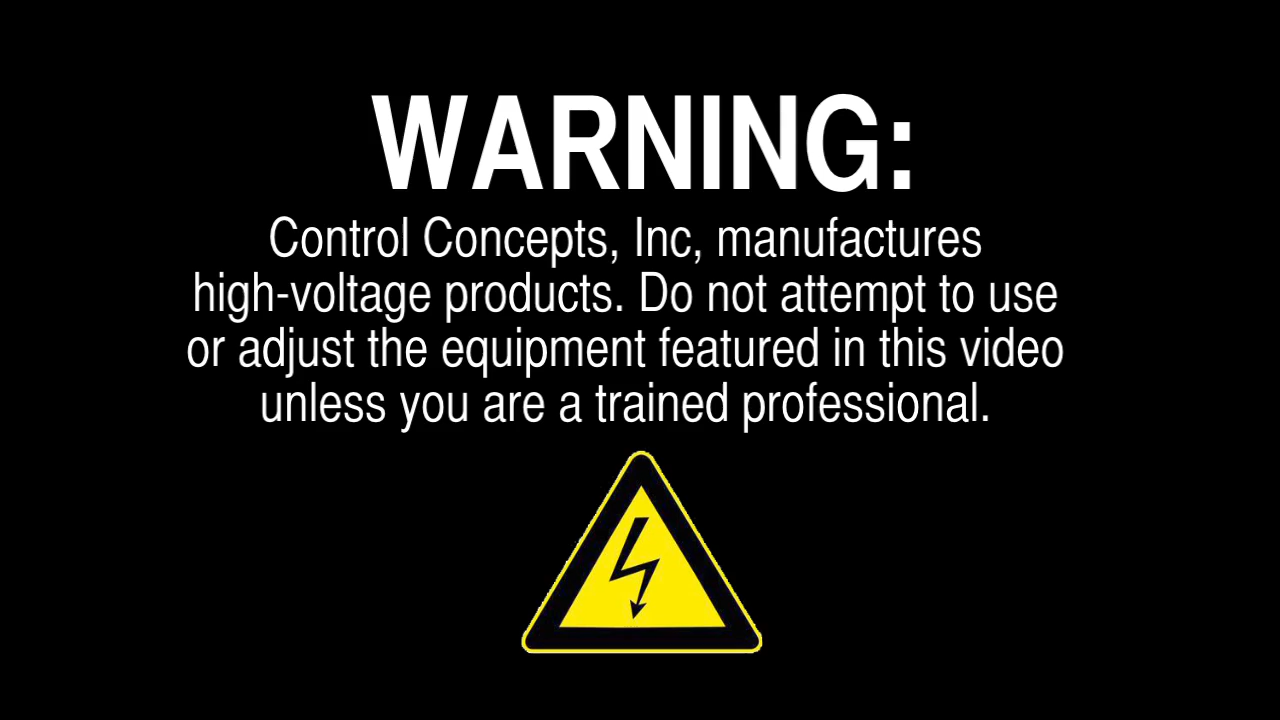 WARNING:
Control Concepts, Inc, manufactures
high-voltage products. Do not attempt to use
or adjust the equipment featured in this video
unless you are a trained professional.